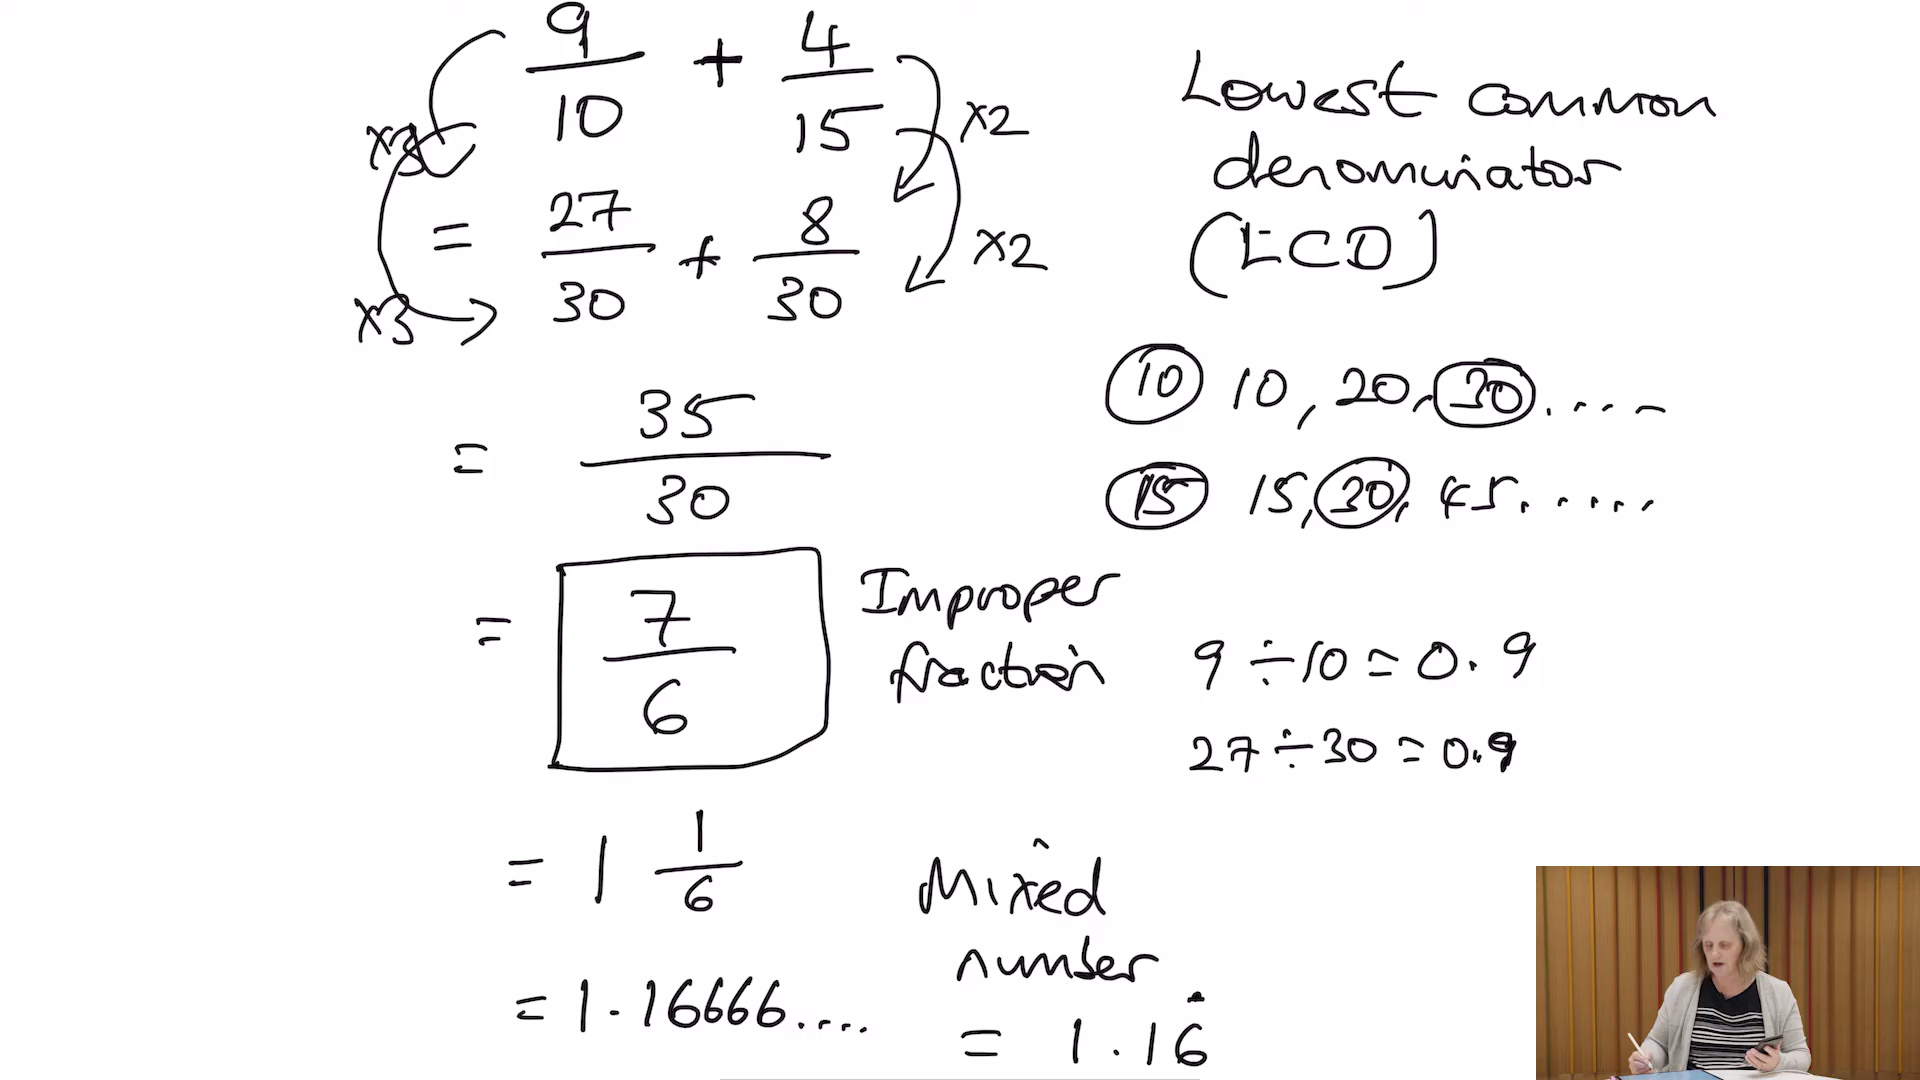 9/10 + 4/15
x3
x2
= 27/30 + 8/30
x3
x2
= 35/30
= 7/6
Improper
fraction
= 1 1/6
Mixed
number
= 1.16666....
= 1.16̇
Lowest common
denominator
(LCD)
10 10, 20, 30.....
15 15, 30, 45......
9 ÷ 10 = 0.9
27 ÷ 30 = 0.9